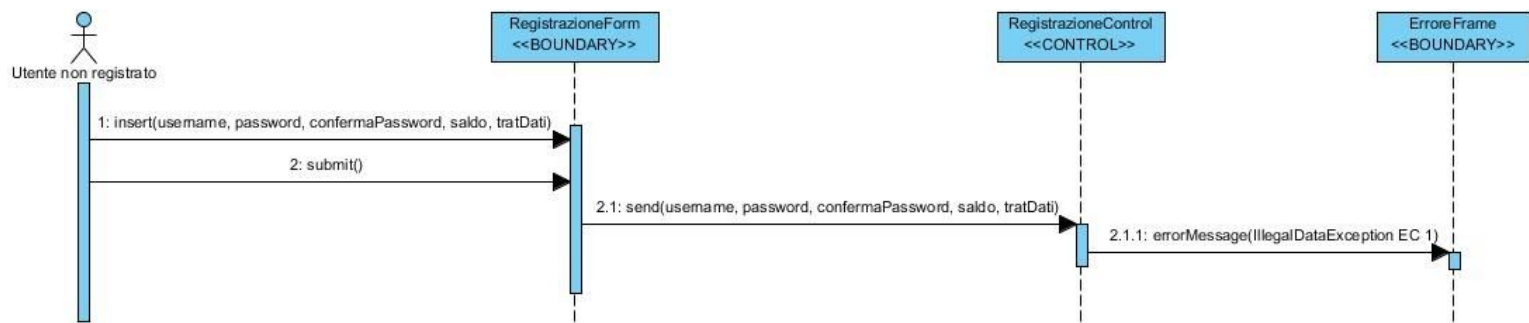 RegistrazioneForm
<<BOUNDARY>>
RegistrazioneControl
<<CONTROL>>
ErroreFrame
<<BOUNDARY>>
Utente non registrato
1: insert(username, password, confermaPassword, saldo, tratDati)
2: submit()
2.1: send(username, password, confermaPassword, saldo, tratDati)
2.1.1: errorMessage(IllegalDataException EC 1)